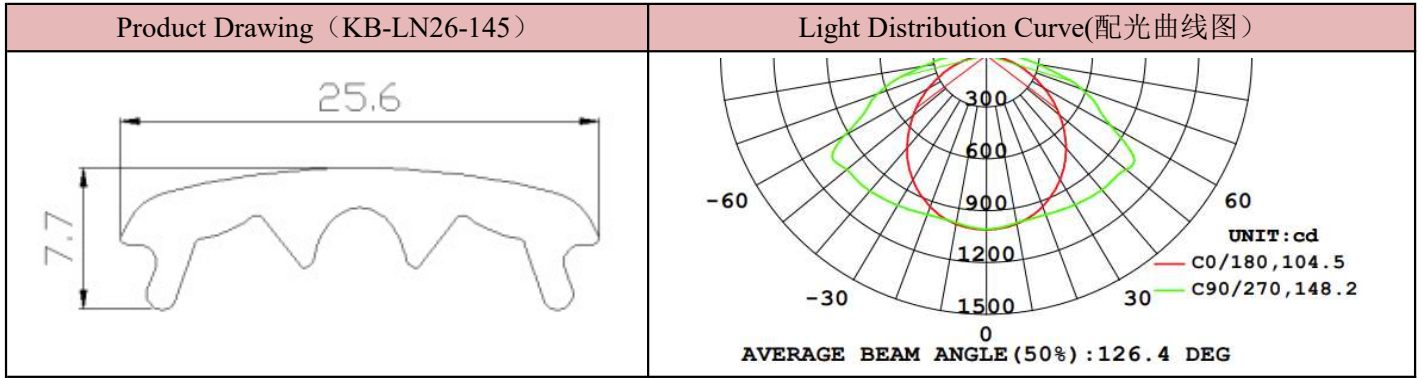 Product Drawing（KB-LN26-145）
Light Distribution Curve(配光曲线图）
25.6
7.7
300
600
900
1200
1500
-60
60
-30
30
0
UNIT:cd
C0/180,104.5
C90/270,148.2
AVERAGE BEAM ANGLE(50%):126.4 DEG